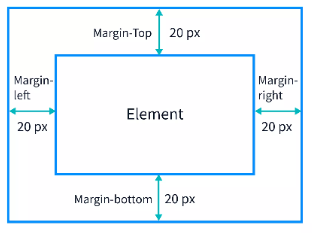 Margin-Top 20 px
Margin-
left
20 px
Element
Margin-
right
20 px
Margin-bottom 20 px